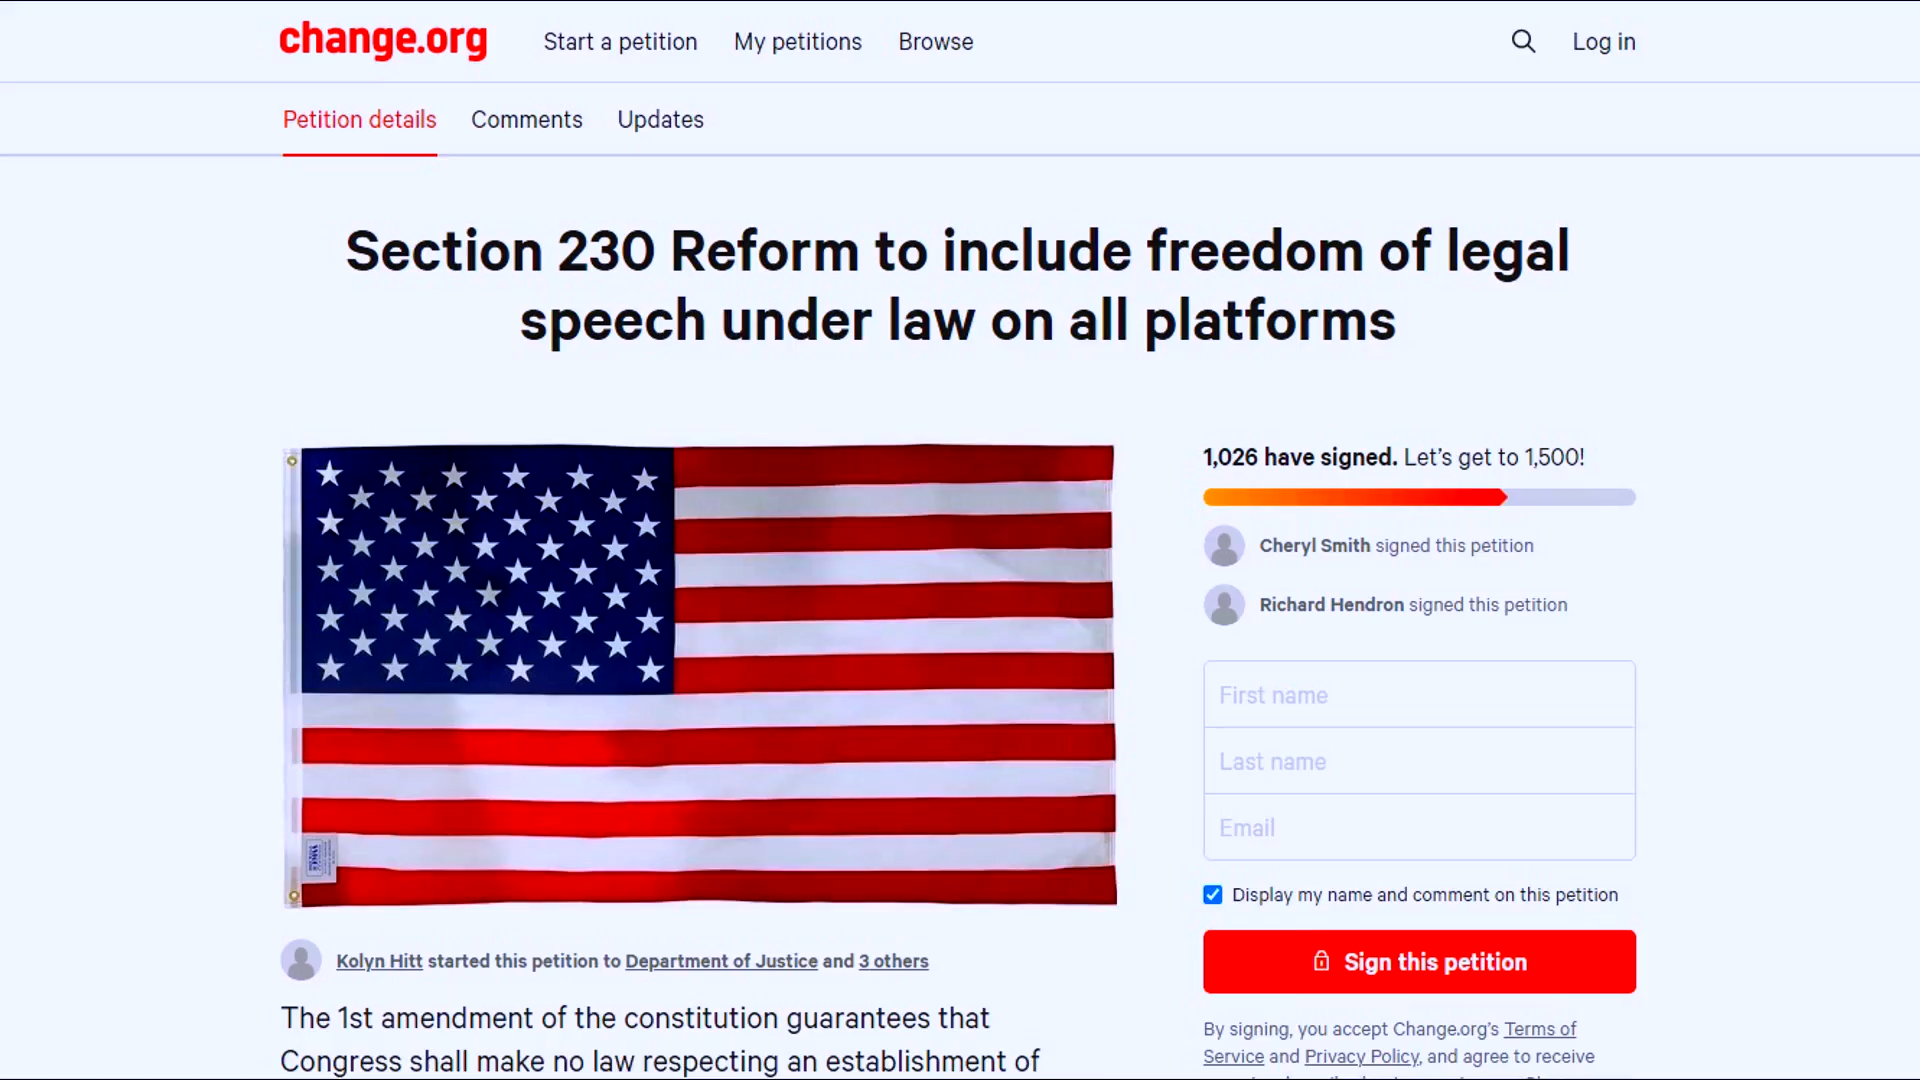 change.org
Start a petition
My petitions
Browse
Log in
Petition details
Comments
Updates
Section 230 Reform to include freedom of legal
speech under law on all platforms
1,026 have signed. Let’s get to 1,500!
Cheryl Smith signed this petition
Richard Hendron signed this petition
First name
Last name
Email
Display my name and comment on this petition
Sign this petition
By signing, you accept Change.org’s Terms of
Service and Privacy Policy, and agree to receive
Kolyn Hitt started this petition to Department of Justice and 3 others
The 1st amendment of the constitution guarantees that
Congress shall make no law respecting an establishment of